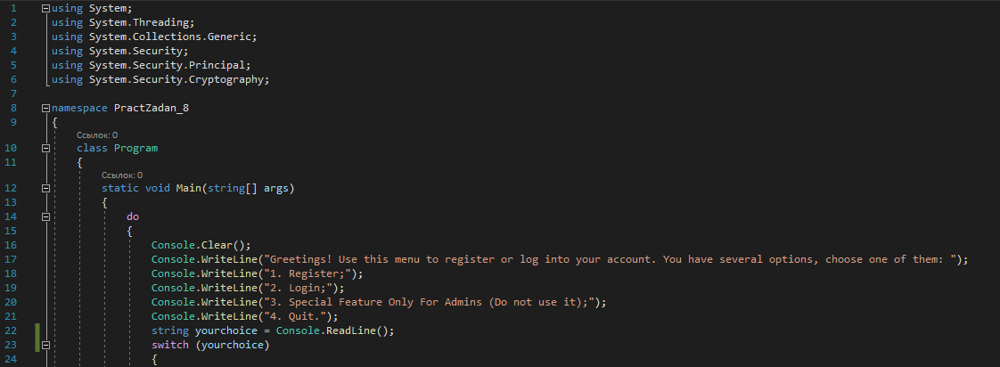 1 using System;
2 using System.Threading;
3 using System.Collections.Generic;
4 using System.Security;
5 using System.Security.Principal;
6 using System.Security.Cryptography;
7
8 namespace PractZadan_8
9 {
Ссылок: 0
10 class Program
11 {
Ссылок: 0
12 static void Main(string[] args)
13 {
14 do
15 {
16 Console.Clear();
17 Console.WriteLine("Greetings! Use this menu to register or log into your account. You have several options, choose one of them: ");
18 Console.WriteLine("1. Register;");
19 Console.WriteLine("2. Login;");
20 Console.WriteLine("3. Special Feature Only For Admins (Do not use it);");
21 Console.WriteLine("4. Quit.");
22 string yourchoice = Console.ReadLine();
23 switch (yourchoice)
24 {